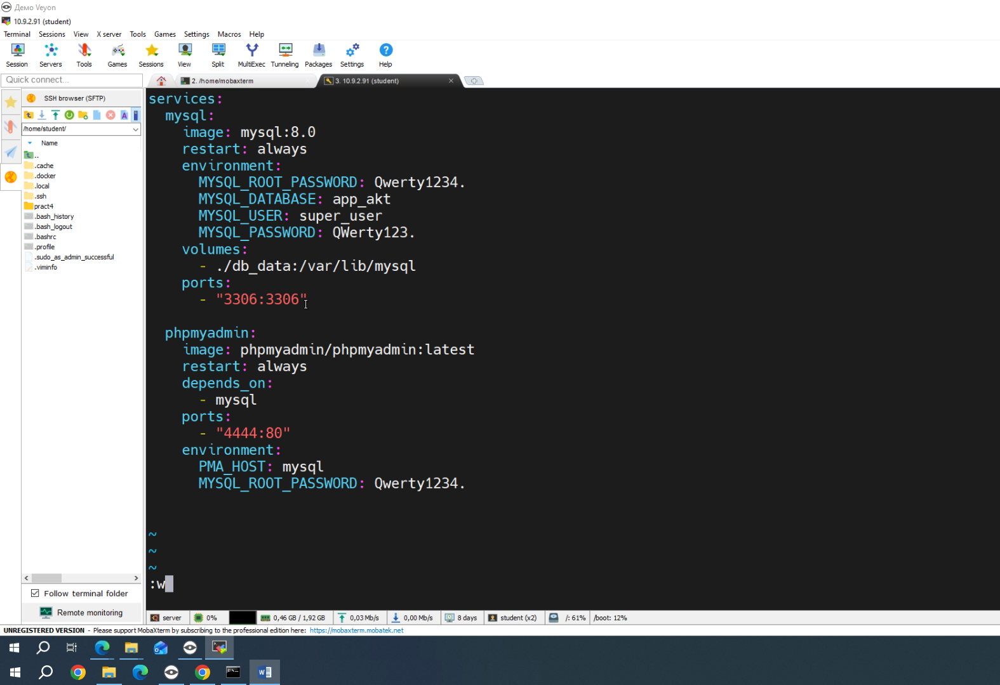 Демо Veyon
10.9.2.91 (student)
Terminal Sessions View X server Tools Games Settings Macros Help
Session Servers Tools Games Sessions View Split MultiExec Tunneling Packages Settings Help
Quick connect...
2. /home/mobaxterm
3. 10.9.2.91 (student)
SSH browser (SFTP)
/home/student/
Name
..
.cache
.docker
.local
.ssh
pract4
.bash_history
.bash_logout
.bashrc
.profile
.sudo_as_admin_successful
.viminfo
Follow terminal folder
Remote monitoring
services:
mysql:
image: mysql:8.0
restart: always
environment:
MYSQL_ROOT_PASSWORD: Qwerty1234.
MYSQL_DATABASE: app_akt
MYSQL_USER: super_user
MYSQL_PASSWORD: QWerty123.
volumes:
- ./db_data:/var/lib/mysql
ports:
- "3306:3306"
phpmyadmin:
image: phpmyadmin/phpmyadmin:latest
restart: always
depends_on:
- mysql
ports:
- "4444:80"
environment:
PMA_HOST: mysql
MYSQL_ROOT_PASSWORD: Qwerty1234.
~
~
~
:w
server 0% 0,46 GB / 1,92 GB 0,03 Mb/s 0,00 Mb/s 8 days student (x2) /: 61% /boot: 12%
UNREGISTERED VERSION - Please support MobaXterm by subscribing to the professional edition here: https://mobaxterm.mobatek.net